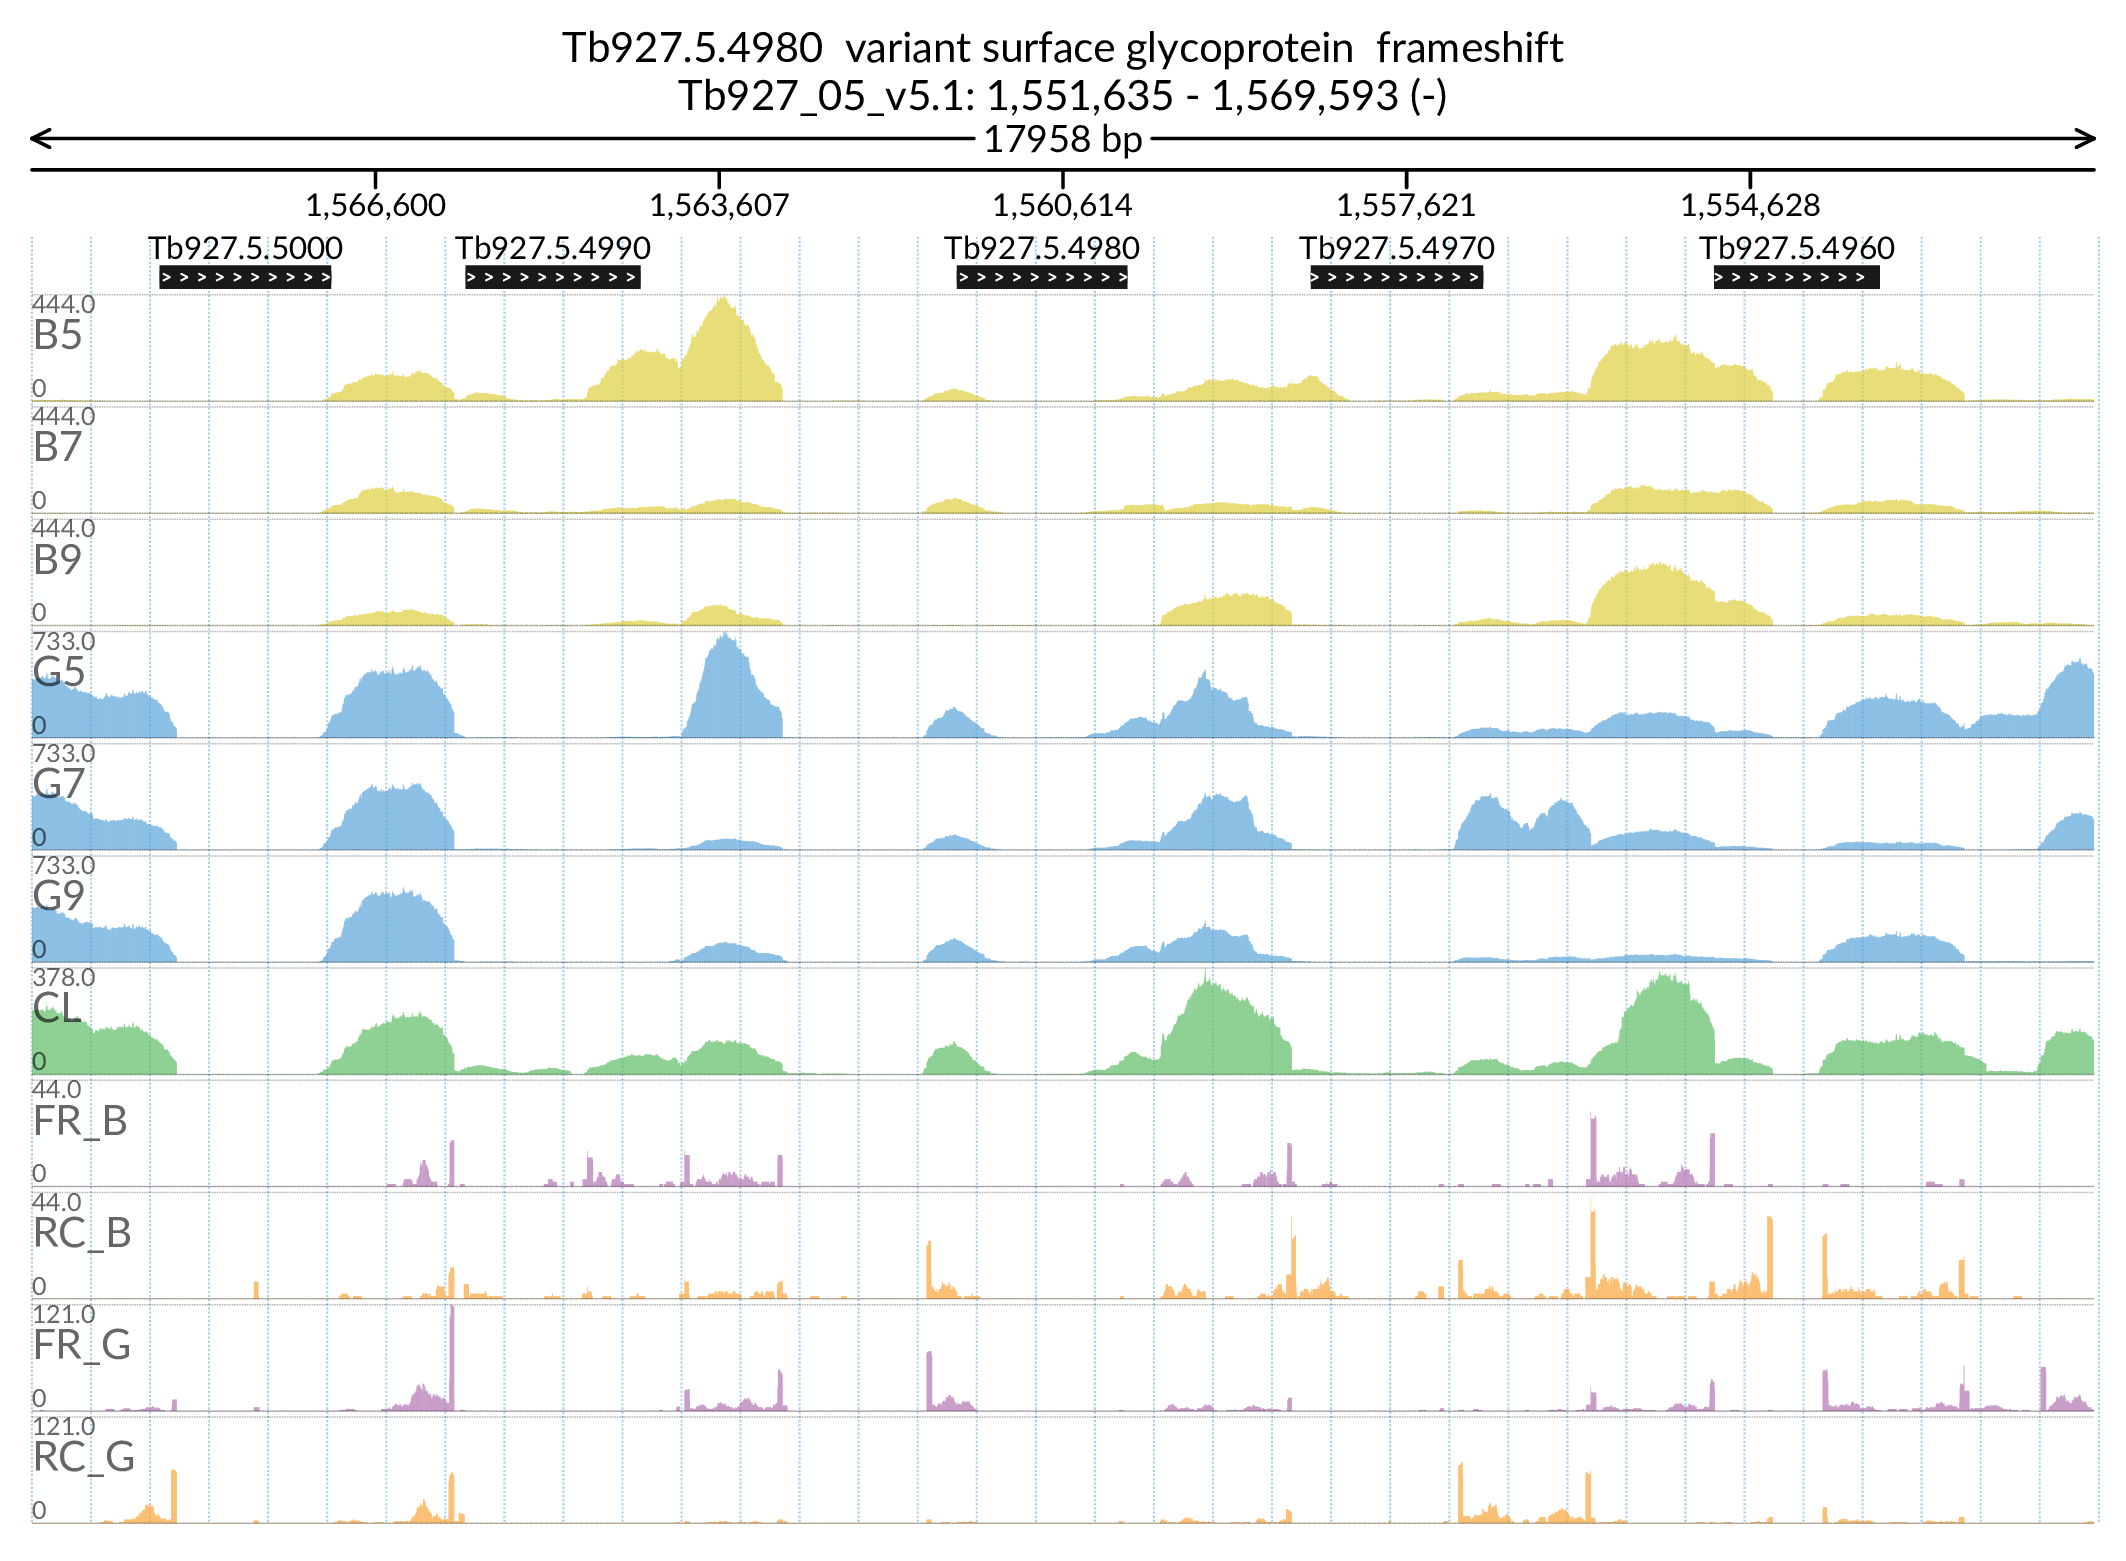 Tb927.5.4980  variant surface glycoprotein  frameshift
Tb927_05_v5.1: 1,551,635 - 1,569,593 (-)
17958 bp
1,566,600 1,563,607 1,560,614 1,557,621 1,554,628
Tb927.5.5000 Tb927.5.4990 Tb927.5.4980 Tb927.5.4970 Tb927.5.4960
444.0
B5
0
444.0
B7
0
444.0
B9
0
733.0
G5
0
733.0
G7
0
733.0
G9
0
378.0
CL
0
44.0
FR_B
0
44.0
RC_B
0
121.0
FR_G
0
121.0
RC_G
0